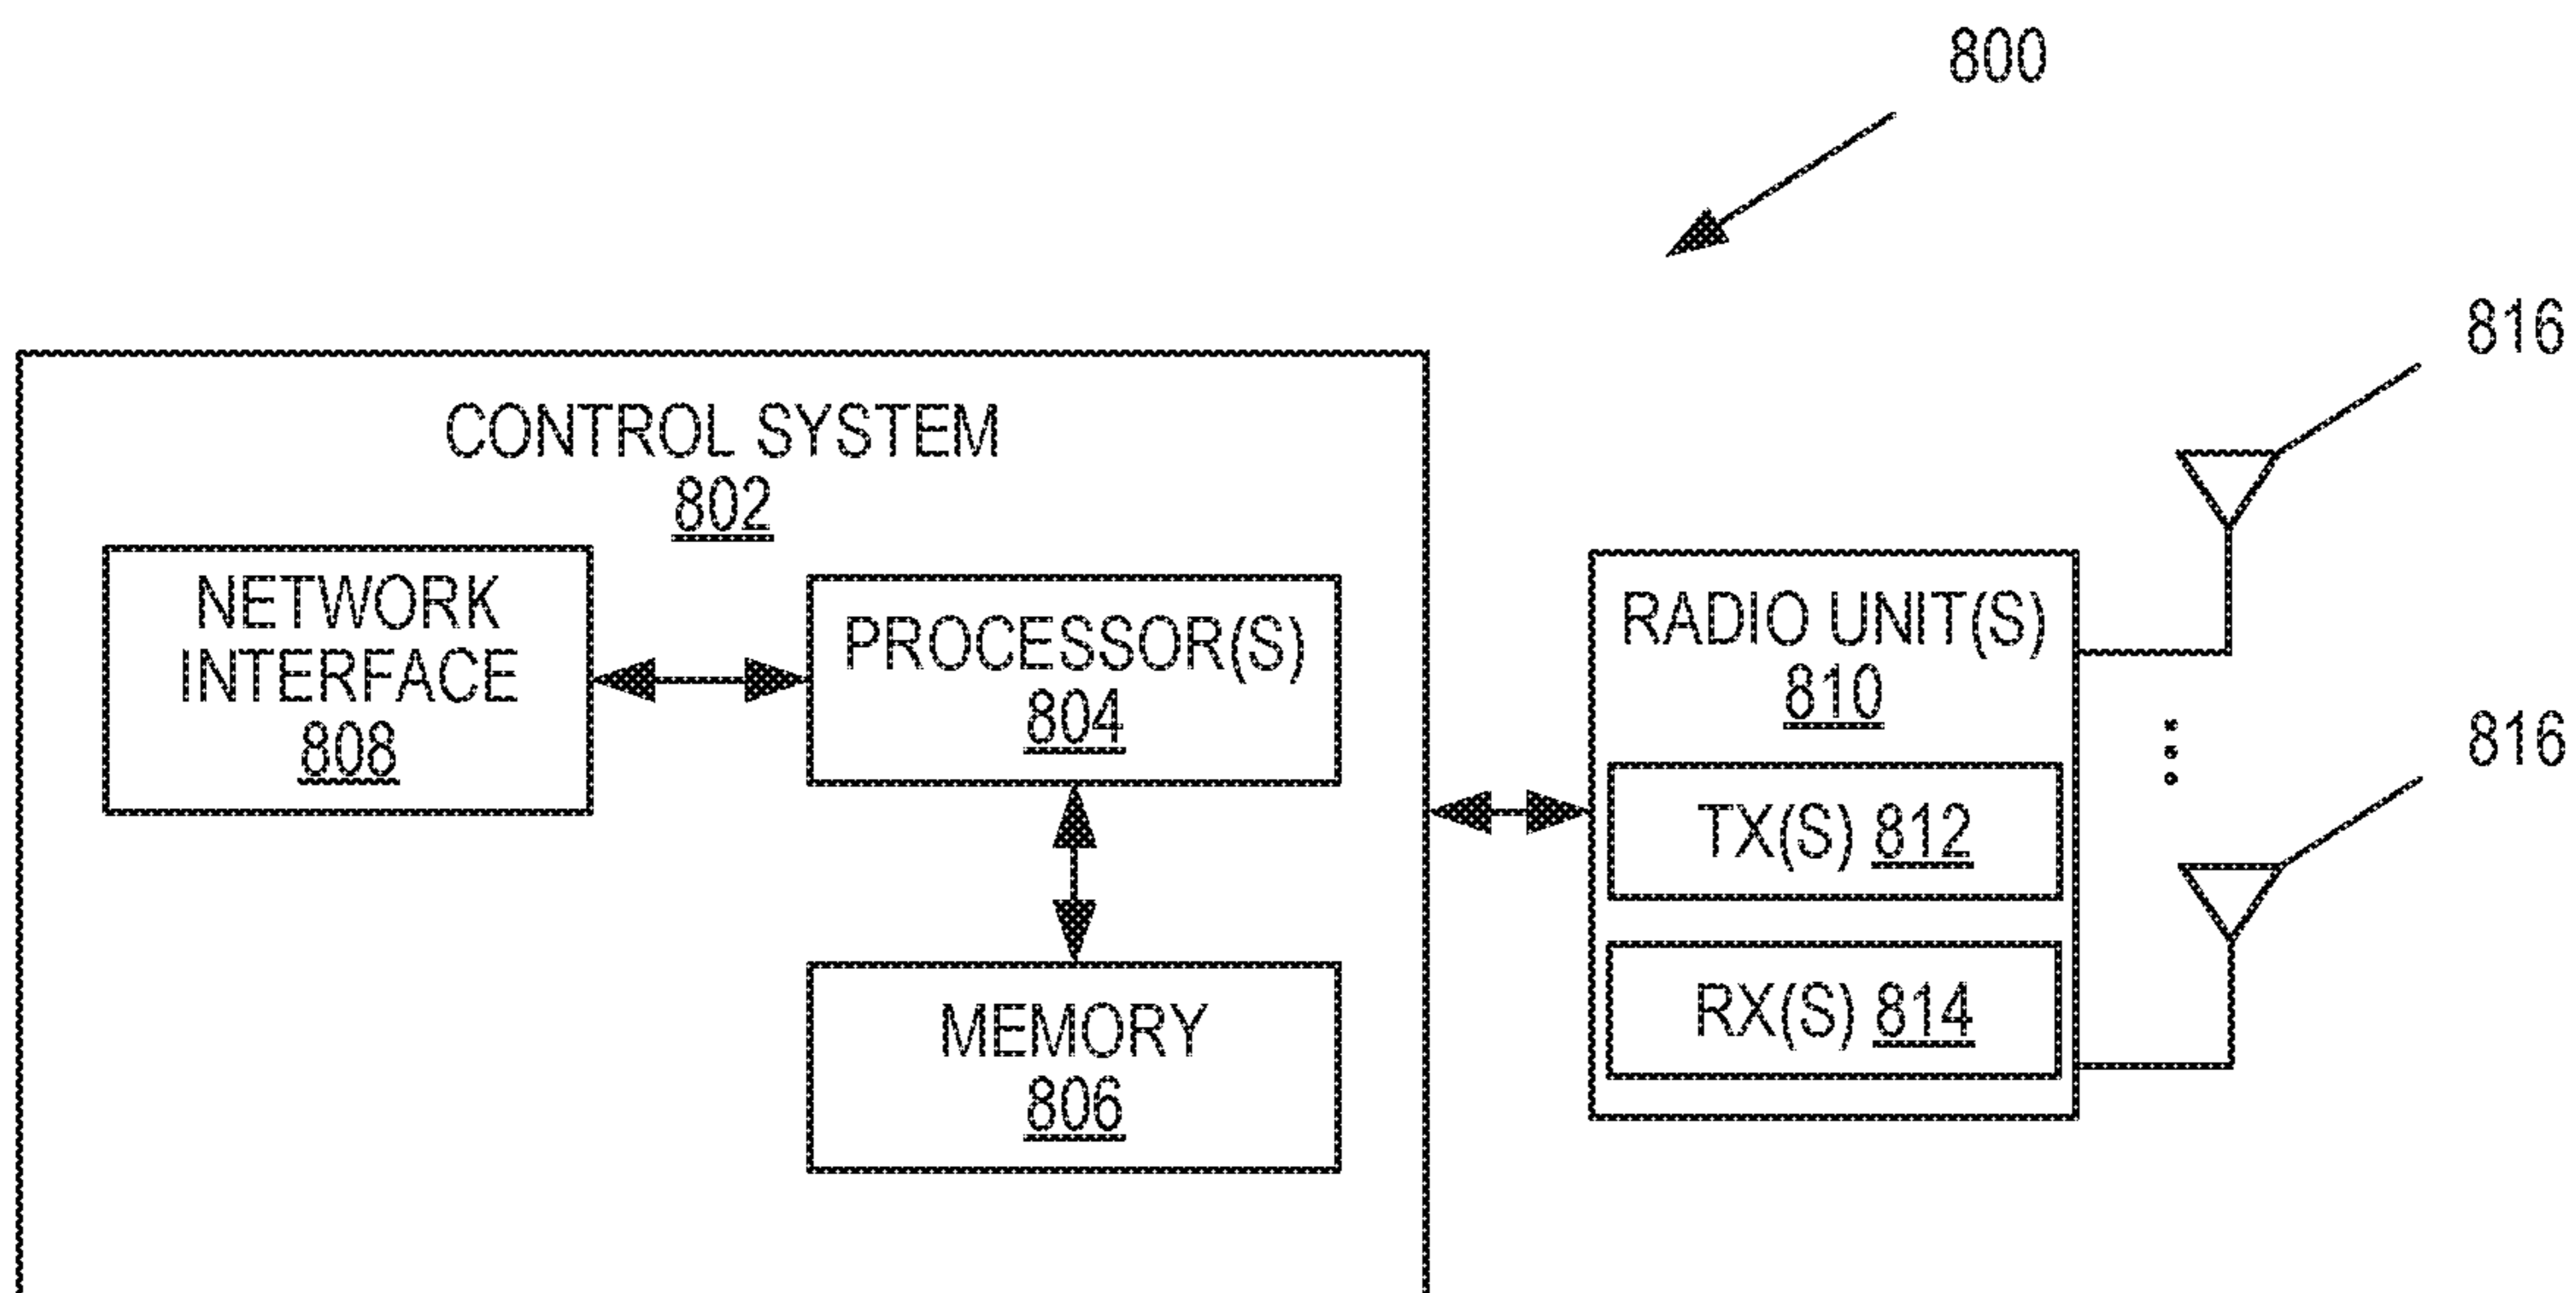 800
816
CONTROL SYSTEM
802
NETWORK
INTERFACE
808
PROCESSOR(S)
804
MEMORY
806
RADIO UNIT(S)
810
TX(S) 812
RX(S) 814
816